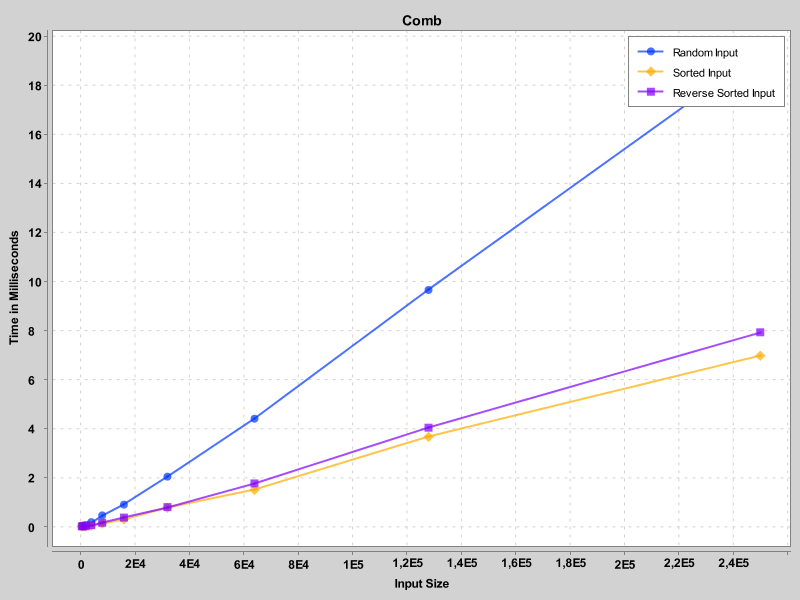 Comb
Random Input
Sorted Input
Reverse Sorted Input
Time in Milliseconds
20
18
16
14
12
10
8
6
4
2
0
0 2E4 4E4 6E4 8E4 1E5 1,2E5 1,4E5 1,6E5 1,8E5 2E5 2,2E5 2,4E5
Input Size